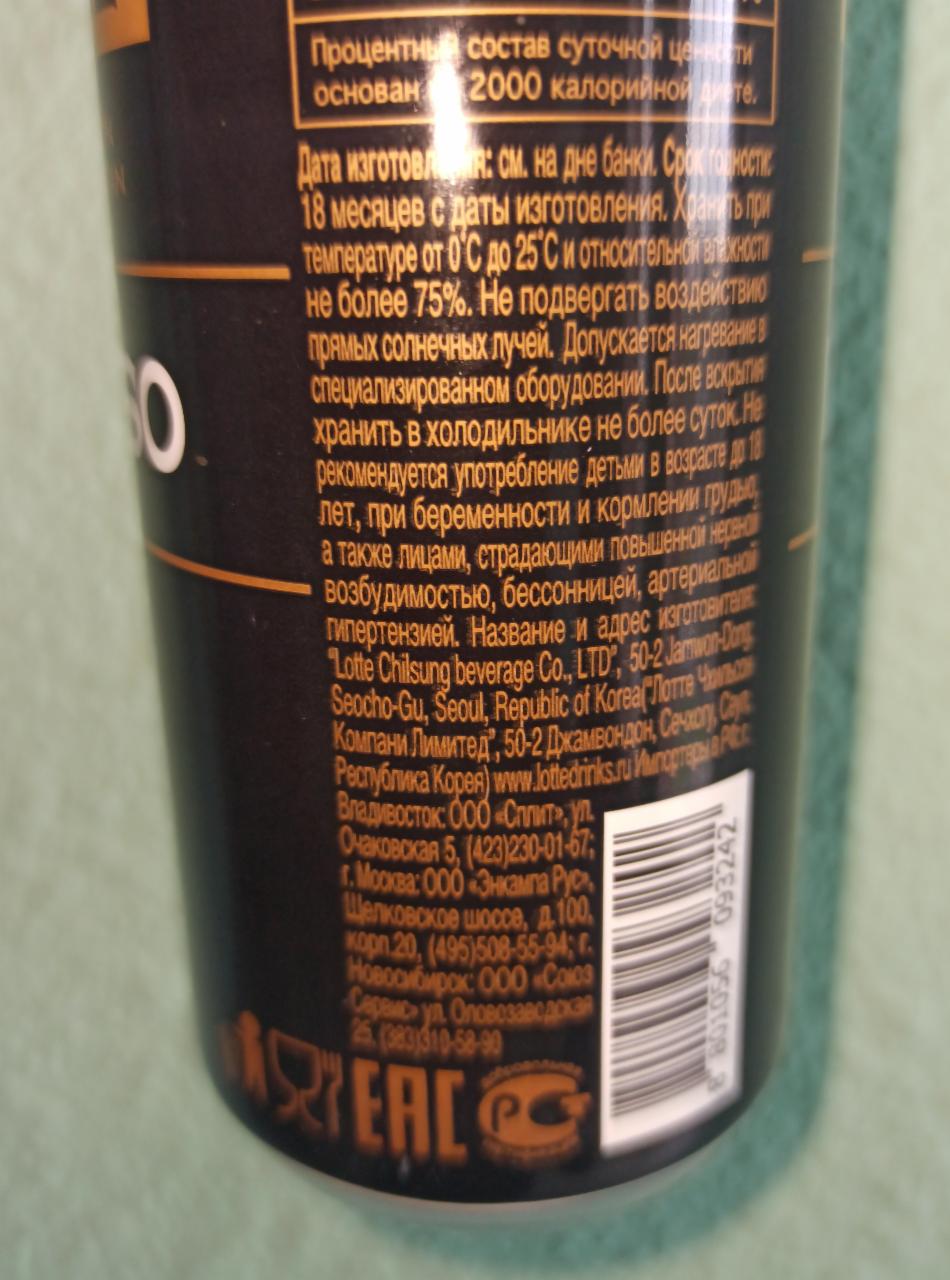 Процентный состав суточной ценности
основан 2000 калорийной диете.
Дата изготовления: см. на дне банки. Срок годности:
18 месяцев с даты изготовления. Хранить при
температуре от 0°C до 25°C и относительной влажности
не более 75%. Не подвергать воздействию
прямых солнечных лучей. Допускается нагревание в
специализированном оборудовании. После вскрытия
хранить в холодильнике не более суток. Не
рекомендуется употребление детьми в возрасте до 18
лет, при беременности и кормлении грудью,
а также лицами, страдающими повышенной нервной
возбудимостью, бессонницей, артериальной
гипертензией. Название и адрес изготовителя:
"Lotte Chilsung beverage Co., LTD", 50-2 Jamwon-Dong,
Seocho-Gu, Seoul, Republic of Korea("Лотте Чхильсон
Компани Лимитед", 50-2 Джамвондон, Сечхогу, Сеул,
Республика Корея) www.lottedrinks.ru Импортеры в РФ: г.
Владивосток: ООО «Сплит», ул.
Очаковская 5, (423)230-01-67;
г. Москва: ООО «Энкампа Рус»,
Щелковское шоссе, д.100,
корп.20, (495)508-55-94; г.
Новосибирск: ООО «Союз
Сервис» ул. Оловозаводская
25, (383)310-58-90
SO
EAC
РСТ
8 801056 093242